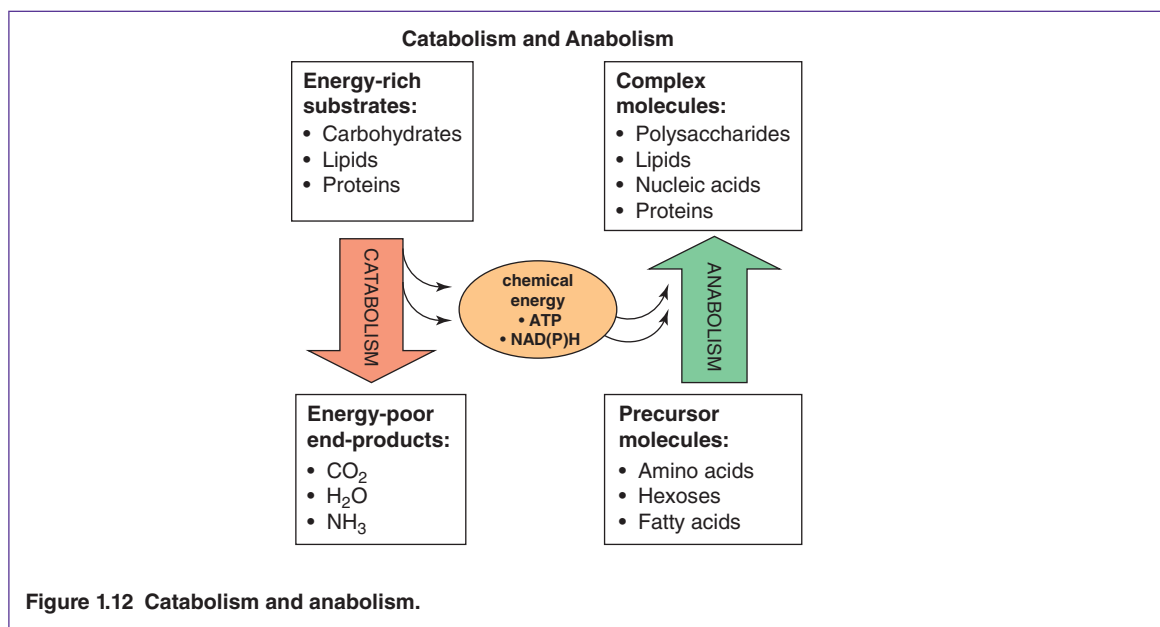 Catabolism and Anabolism
Energy-rich
substrates:
• Carbohydrates
• Lipids
• Proteins
Complex
molecules:
• Polysaccharides
• Lipids
• Nucleic acids
• Proteins
CATABOLISM
chemical
energy
• ATP
• NAD(P)H
ANABOLISM
Energy-poor
end-products:
• CO₂
• H₂O
• NH₃
Precursor
molecules:
• Amino acids
• Hexoses
• Fatty acids
Figure 1.12 Catabolism and anabolism.